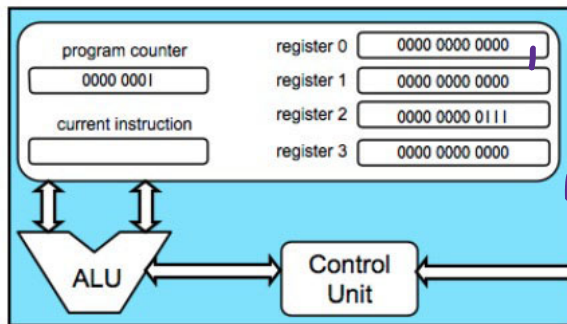 program counter
0000 0001
current instruction
register 0 0000 0000 0000
register 1 0000 0000 0000
register 2 0000 0000 0111
register 3 0000 0000 0000
ALU
Control
Unit